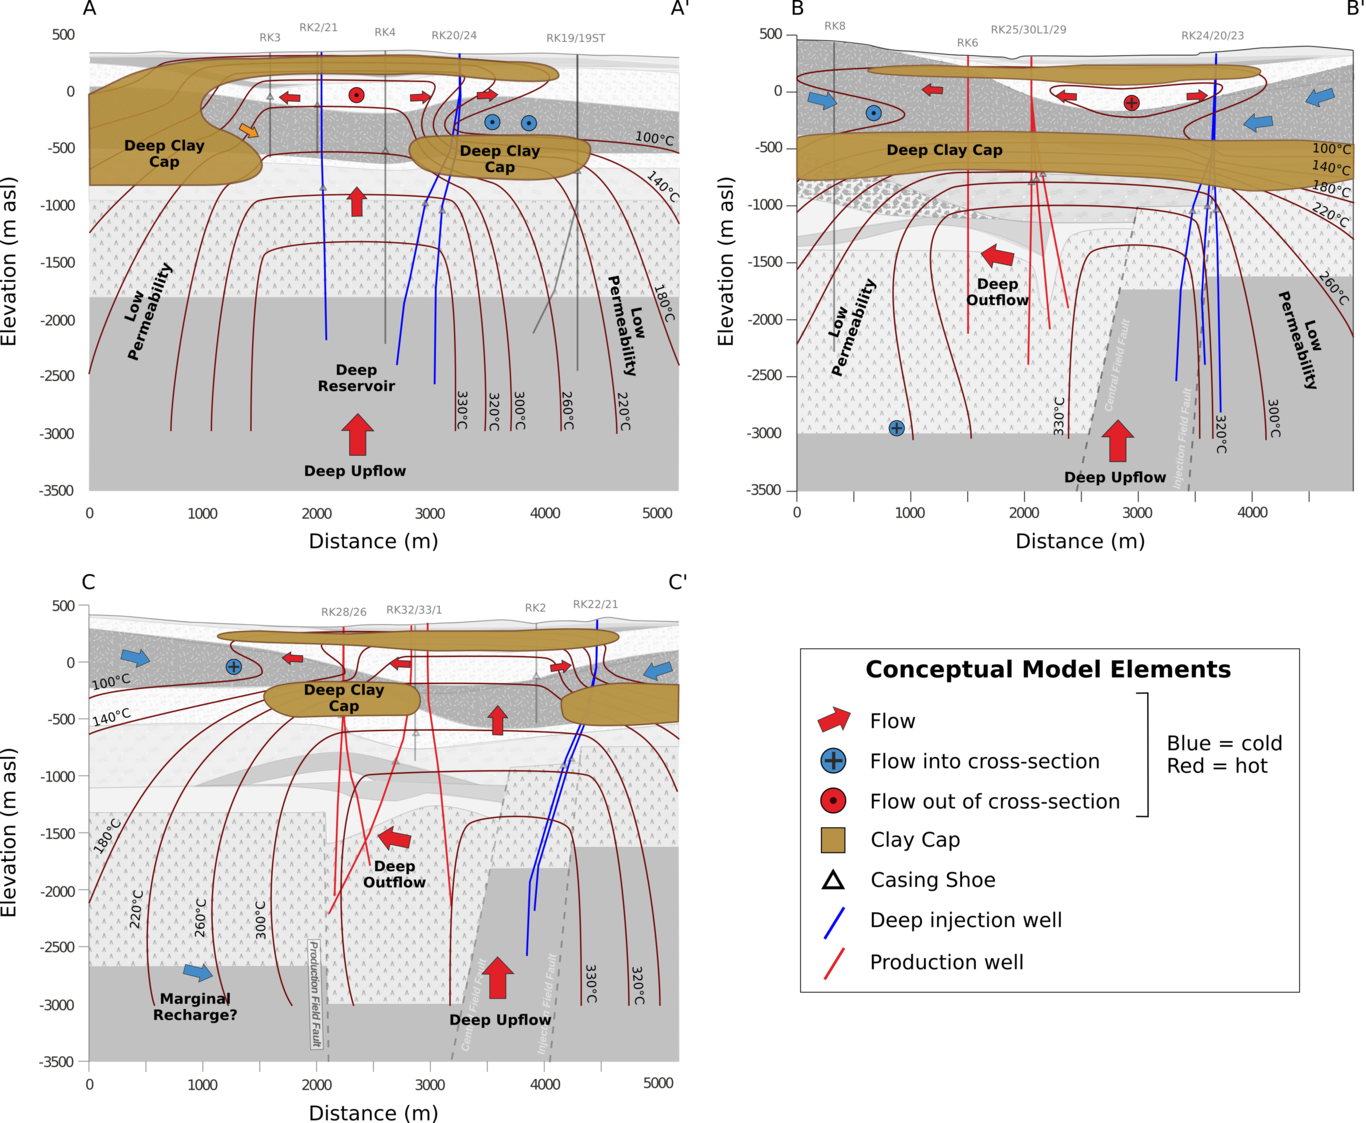 A
A'
RK3
RK2/21
RK4
RK20/24
RK19/19ST
500
0
-500
-1000
-1500
-2000
-2500
-3000
-3500
Elevation (m asl)
Deep Clay
Cap
Deep Clay
Cap
100°C
140°C
180°C
Low
Permeability
Low
Permeability
Deep
Reservoir
330°C
320°C
300°C
260°C
220°C
Deep Upflow
0
1000
2000
3000
4000
5000
Distance (m)
B
B'
RK8
RK6
RK25/30L1/29
RK24/20/23
500
0
-500
-1000
-1500
-2000
-2500
-3000
-3500
Elevation (m asl)
Deep Clay Cap
100°C
140°C
180°C
220°C
260°C
Deep
Outflow
Low
Permeability
Low
Permeability
Central Field Fault
Injection Field Fault
330°C
320°C
300°C
Deep Upflow
0
1000
2000
3000
4000
Distance (m)
C
C'
RK28/26
RK32/33/1
RK2
RK22/21
500
0
-500
-1000
-1500
-2000
-2500
-3000
-3500
Elevation (m asl)
100°C
140°C
Deep Clay
Cap
180°C
220°C
260°C
300°C
Deep
Outflow
Production Field Fault
Central Field Fault
Injection Field Fault
330°C
320°C
Marginal
Recharge?
Deep Upflow
0
1000
2000
3000
4000
5000
Distance (m)
Conceptual Model Elements
Flow
Flow into cross-section
Flow out of cross-section
Blue = cold
Red = hot
Clay Cap
Casing Shoe
Deep injection well
Production well